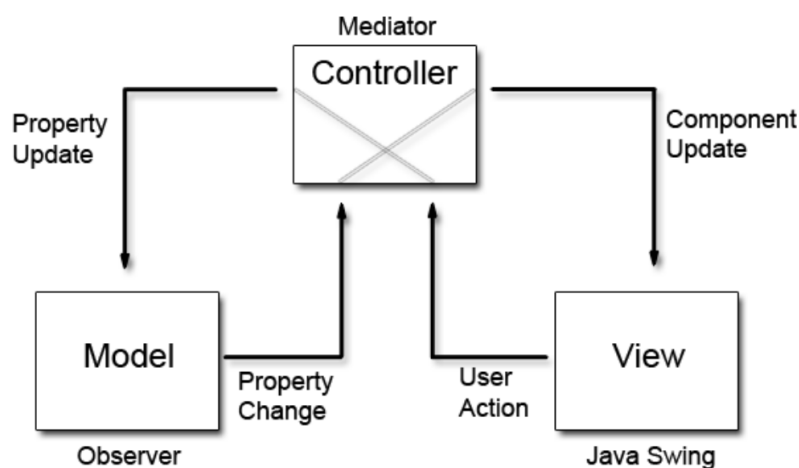 Mediator
Controller
Property
Update
Component
Update
Model
View
Property
Change
User
Action
Observer
Java Swing